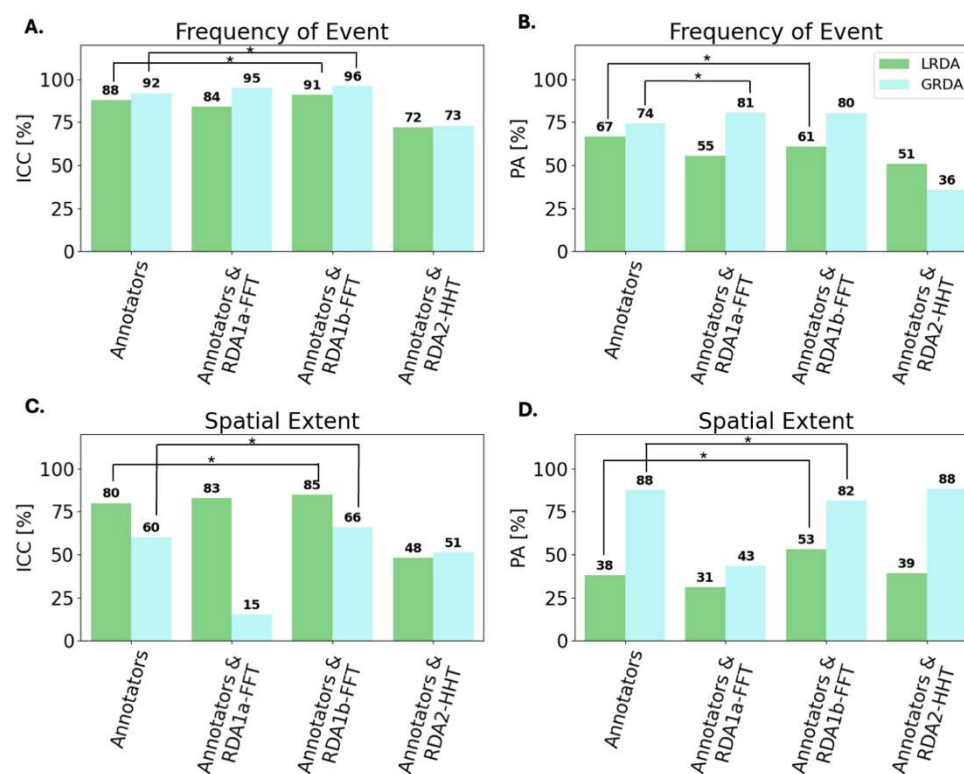 A.
Frequency of Event
ICC [%]
100
75
50
25
0
*
*
88
92
84
95
91
96
72
73
Annotators
Annotators &
RDA1a-FFT
Annotators &
RDA1b-FFT
Annotators &
RDA2-HHT
B.
Frequency of Event
LRDA
GRDA
PA [%]
100
75
50
25
0
*
*
67
74
55
81
61
80
51
36
Annotators
Annotators &
RDA1a-FFT
Annotators &
RDA1b-FFT
Annotators &
RDA2-HHT
C.
Spatial Extent
ICC [%]
100
75
50
25
0
*
*
80
60
83
15
85
66
48
51
Annotators
Annotators &
RDA1a-FFT
Annotators &
RDA1b-FFT
Annotators &
RDA2-HHT
D.
Spatial Extent
PA [%]
100
75
50
25
0
*
*
38
88
31
43
53
82
39
88
Annotators
Annotators &
RDA1a-FFT
Annotators &
RDA1b-FFT
Annotators &
RDA2-HHT